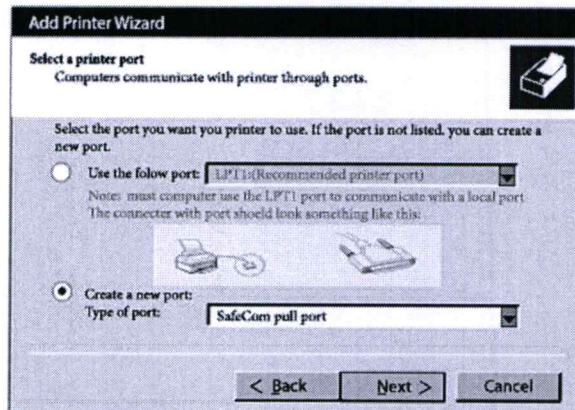 Add Printer Wizard
Select a printer port
Computers communicate with printer through ports.
Select the port you want you printer to use. If the port is not listed, you can create a
new port.
Use the folow port: LPT1:(Recommended printer port)
Note: must computer use the LPT1 port to communicate with a local port
The connecter with port should look something like this:
Create a new port:
Type of port: SafeCom pull port
< Back Next > Cancel